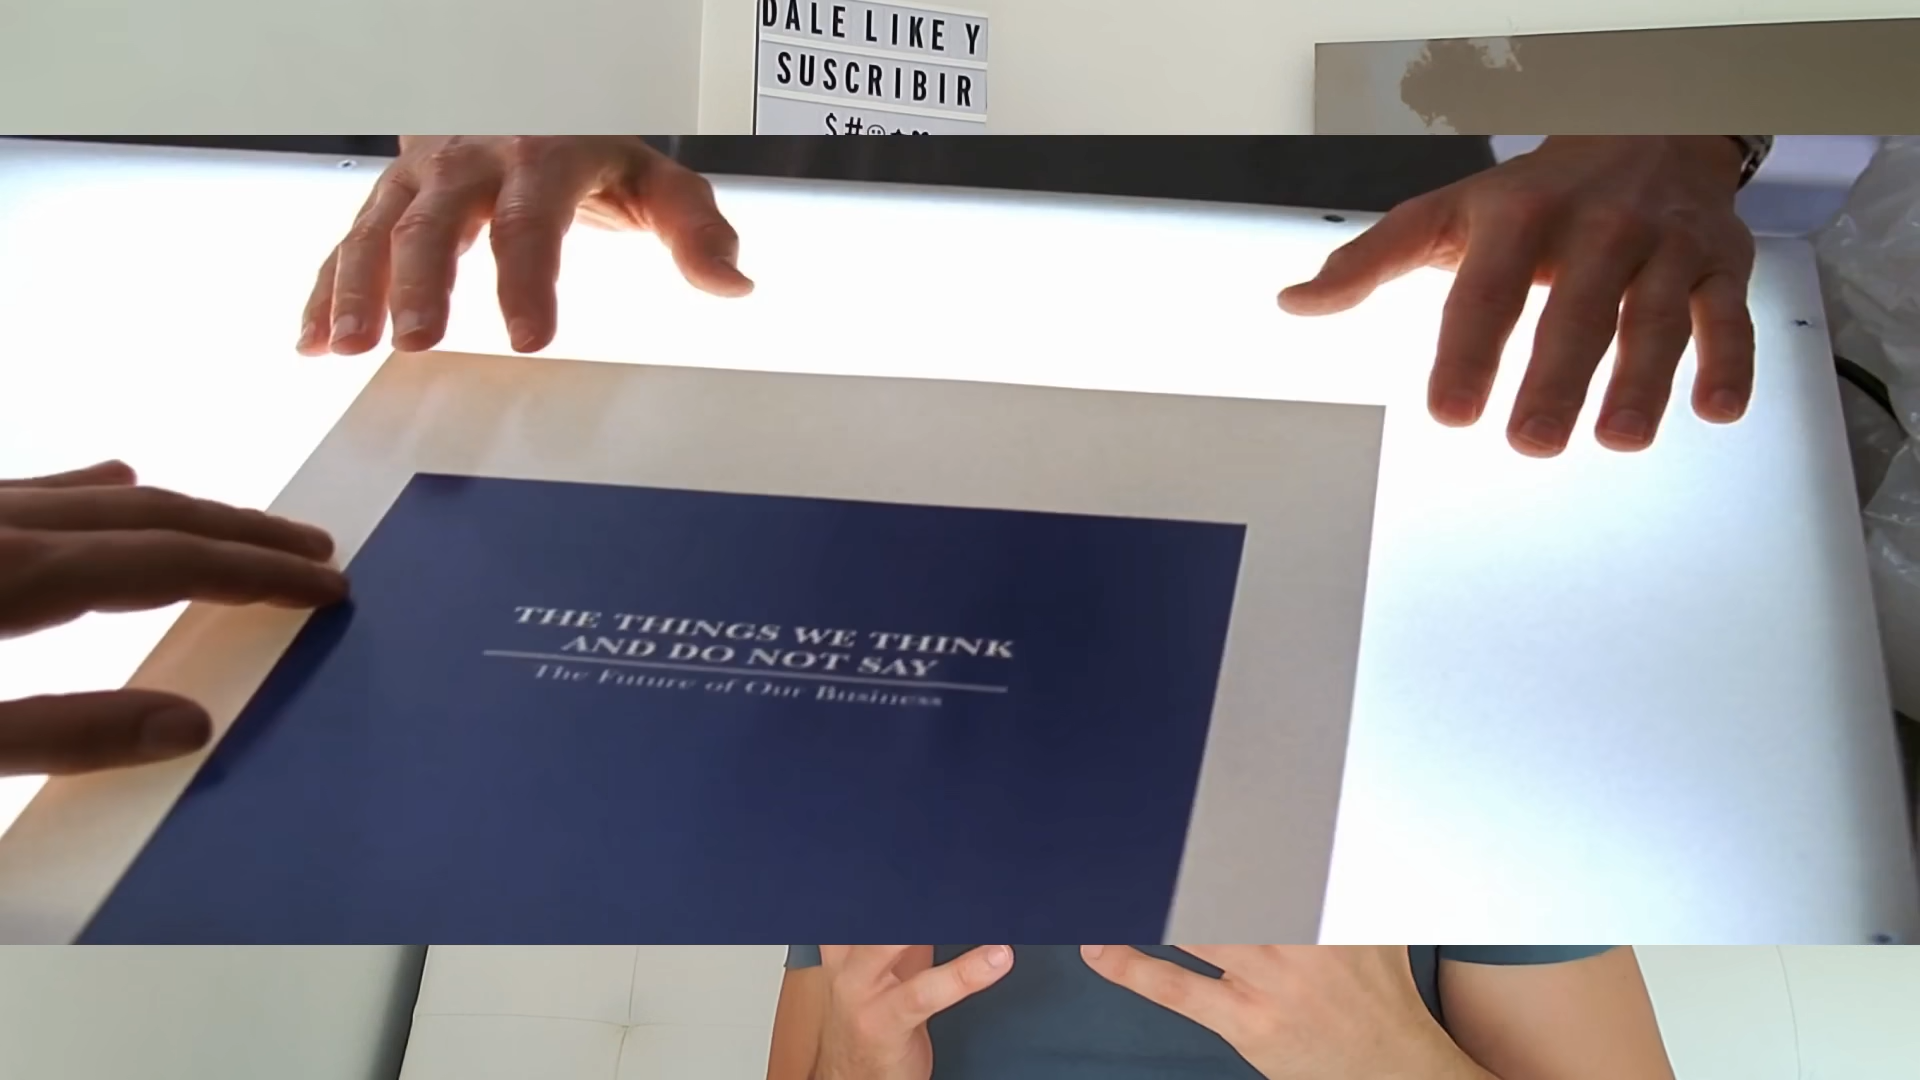 DALE LIKE Y
SUSCRIBIR
$#
THE THINGS WE THINK
AND DO NOT SAY
The Future of Our Business